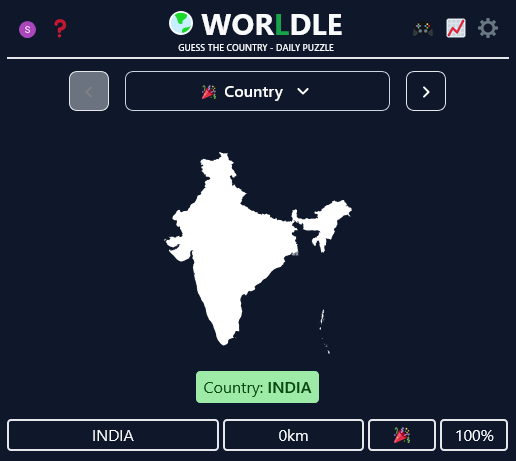 S
WORLDLE
GUESS THE COUNTRY - DAILY PUZZLE
Country
Country: INDIA
INDIA
0km
100%